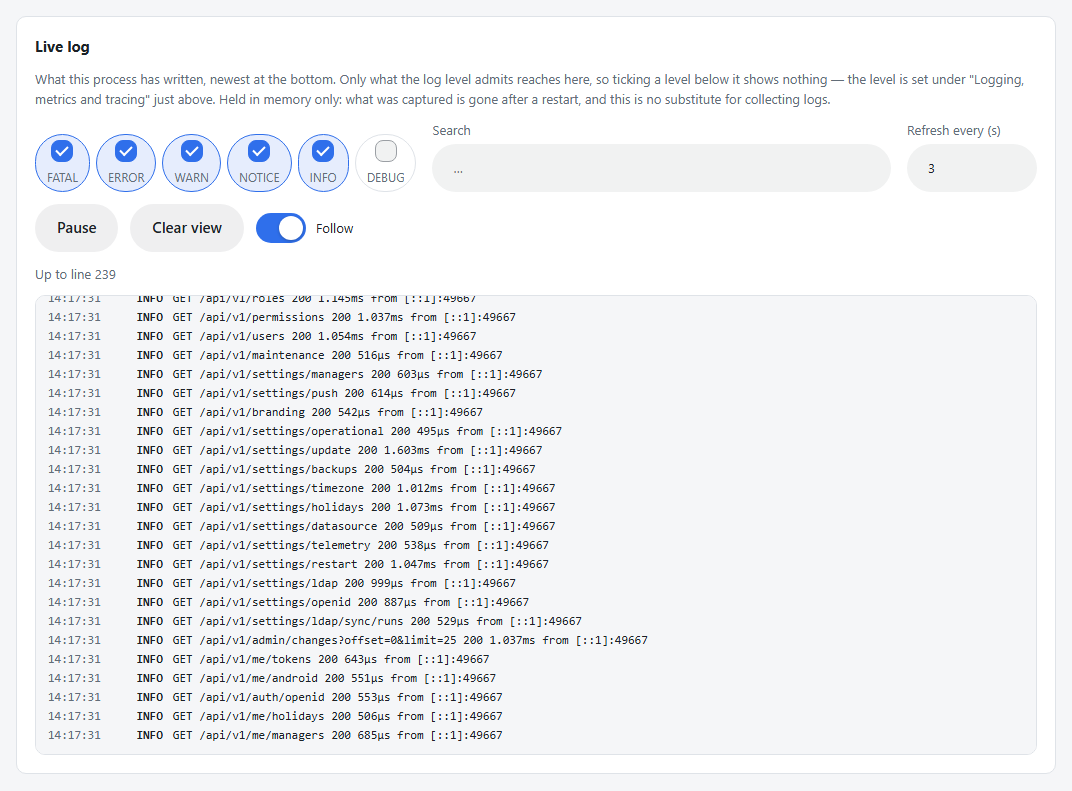 Live log
What this process has written, newest at the bottom. Only what the log level admits reaches here, so ticking a level below it shows nothing — the level is set under "Logging,
metrics and tracing" just above. Held in memory only: what was captured is gone after a restart, and this is no substitute for collecting logs.
FATAL
ERROR
WARN
NOTICE
INFO
DEBUG
Search
...
Refresh every (s)
3
Pause
Clear view
Follow
Up to line 239
14:17:31 INFO GET /api/v1/roles 200 1.145ms from [::1]:49667
14:17:31 INFO GET /api/v1/permissions 200 1.037ms from [::1]:49667
14:17:31 INFO GET /api/v1/users 200 1.054ms from [::1]:49667
14:17:31 INFO GET /api/v1/maintenance 200 516µs from [::1]:49667
14:17:31 INFO GET /api/v1/settings/managers 200 603µs from [::1]:49667
14:17:31 INFO GET /api/v1/settings/push 200 614µs from [::1]:49667
14:17:31 INFO GET /api/v1/branding 200 542µs from [::1]:49667
14:17:31 INFO GET /api/v1/settings/operational 200 495µs from [::1]:49667
14:17:31 INFO GET /api/v1/settings/update 200 1.603ms from [::1]:49667
14:17:31 INFO GET /api/v1/settings/backups 200 504µs from [::1]:49667
14:17:31 INFO GET /api/v1/settings/timezone 200 1.012ms from [::1]:49667
14:17:31 INFO GET /api/v1/settings/holidays 200 1.073ms from [::1]:49667
14:17:31 INFO GET /api/v1/settings/datasource 200 509µs from [::1]:49667
14:17:31 INFO GET /api/v1/settings/telemetry 200 538µs from [::1]:49667
14:17:31 INFO GET /api/v1/settings/restart 200 1.047ms from [::1]:49667
14:17:31 INFO GET /api/v1/settings/ldap 200 999µs from [::1]:49667
14:17:31 INFO GET /api/v1/settings/openid 200 887µs from [::1]:49667
14:17:31 INFO GET /api/v1/settings/ldap/sync/runs 200 529µs from [::1]:49667
14:17:31 INFO GET /api/v1/admin/changes?offset=0&limit=25 200 1.037ms from [::1]:49667
14:17:31 INFO GET /api/v1/me/tokens 200 643µs from [::1]:49667
14:17:31 INFO GET /api/v1/me/android 200 551µs from [::1]:49667
14:17:31 INFO GET /api/v1/auth/openid 200 553µs from [::1]:49667
14:17:31 INFO GET /api/v1/me/holidays 200 506µs from [::1]:49667
14:17:31 INFO GET /api/v1/me/managers 200 685µs from [::1]:49667